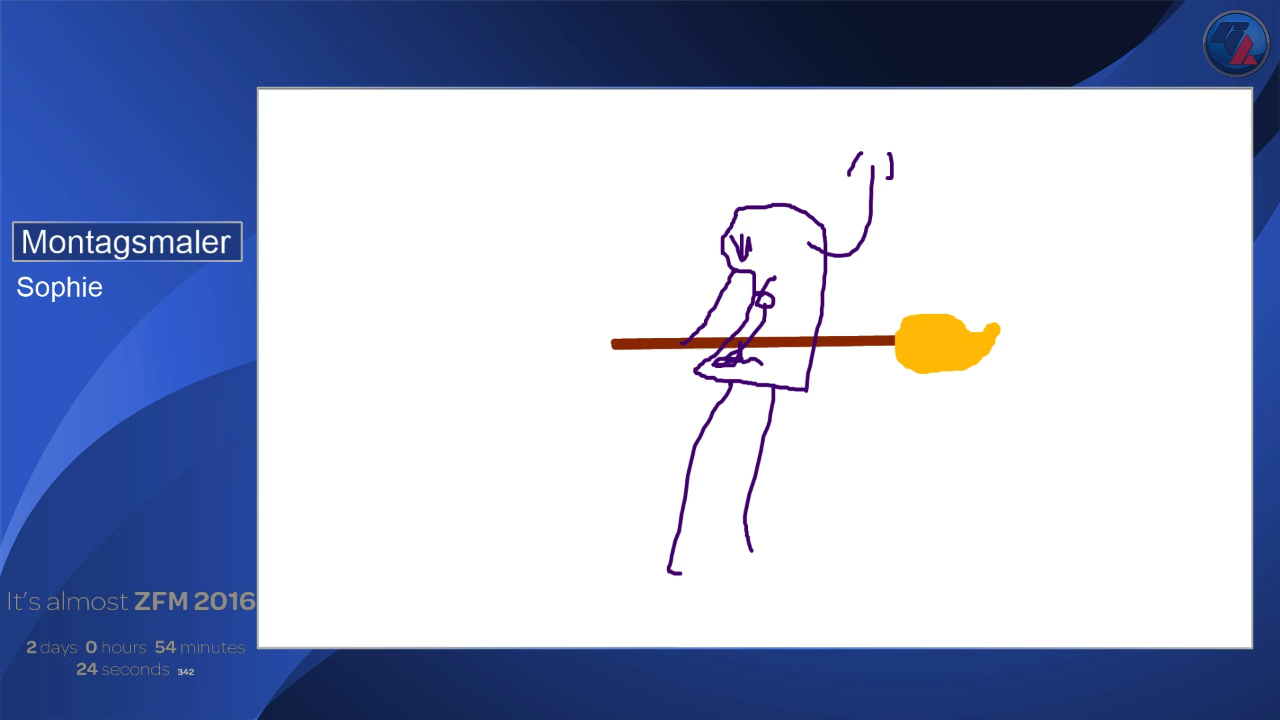 Montagsmaler
Sophie
It's almost ZFM 2016
2 days 0 hours 54 minutes
24 seconds 342